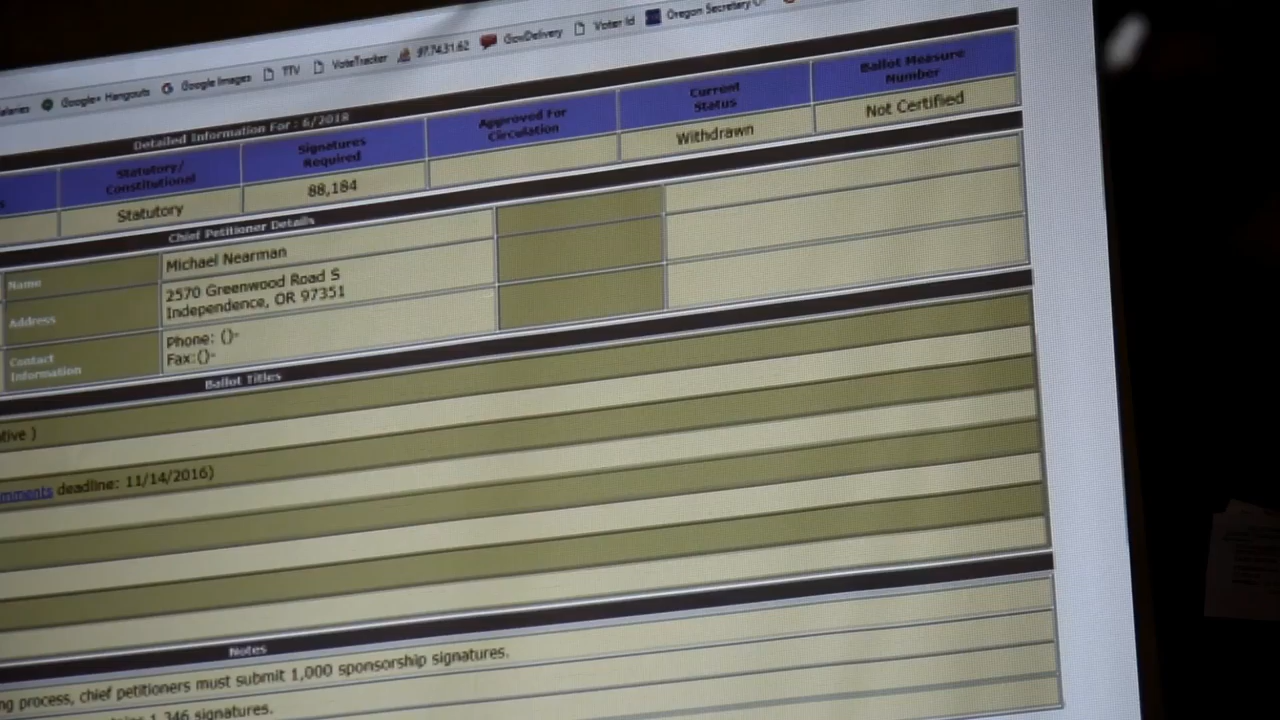 Google+ Hangouts Google Images TTV VoteTracker 97.74.31.62 GovDelivery Voter Id Oregon Secretary O
Detailed Information For : 6/2018
Statutory/ Constitutional
Signatures Required
Approved For Circulation
Current Status
Ballot Measure Number
Statutory
88,184
Withdrawn
Not Certified
Chief Petitioner Details
Name
Michael Nearman
Address
2570 Greenwood Road S
Independence, OR 97351
Contact Information
Phone: ()-
Fax:()-
Ballot Titles
tive )
mments deadline: 11/14/2016)
Notes
ng process, chief petitioners must submit 1,000 sponsorship signatures.
1,346 signatures.